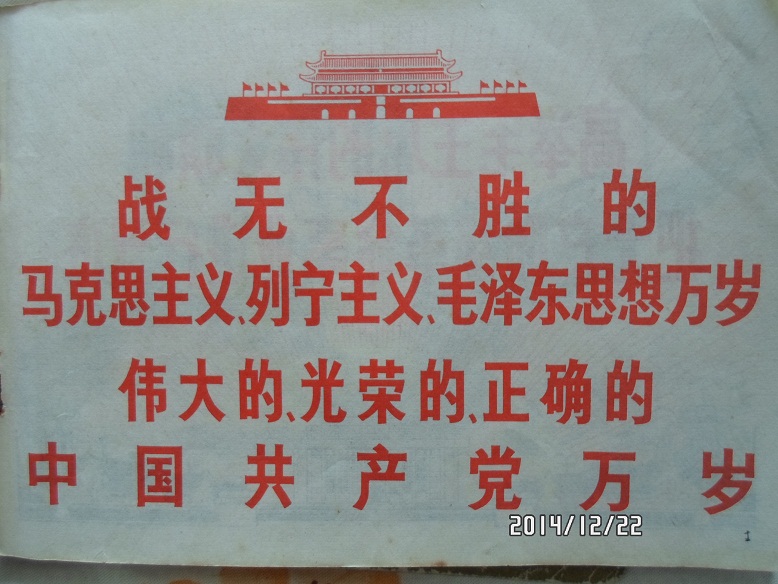 战无不胜的
马克思主义、列宁主义、毛泽东思想万岁
伟大的、光荣的、正确的
中国共产党万岁
2014/12/22
1